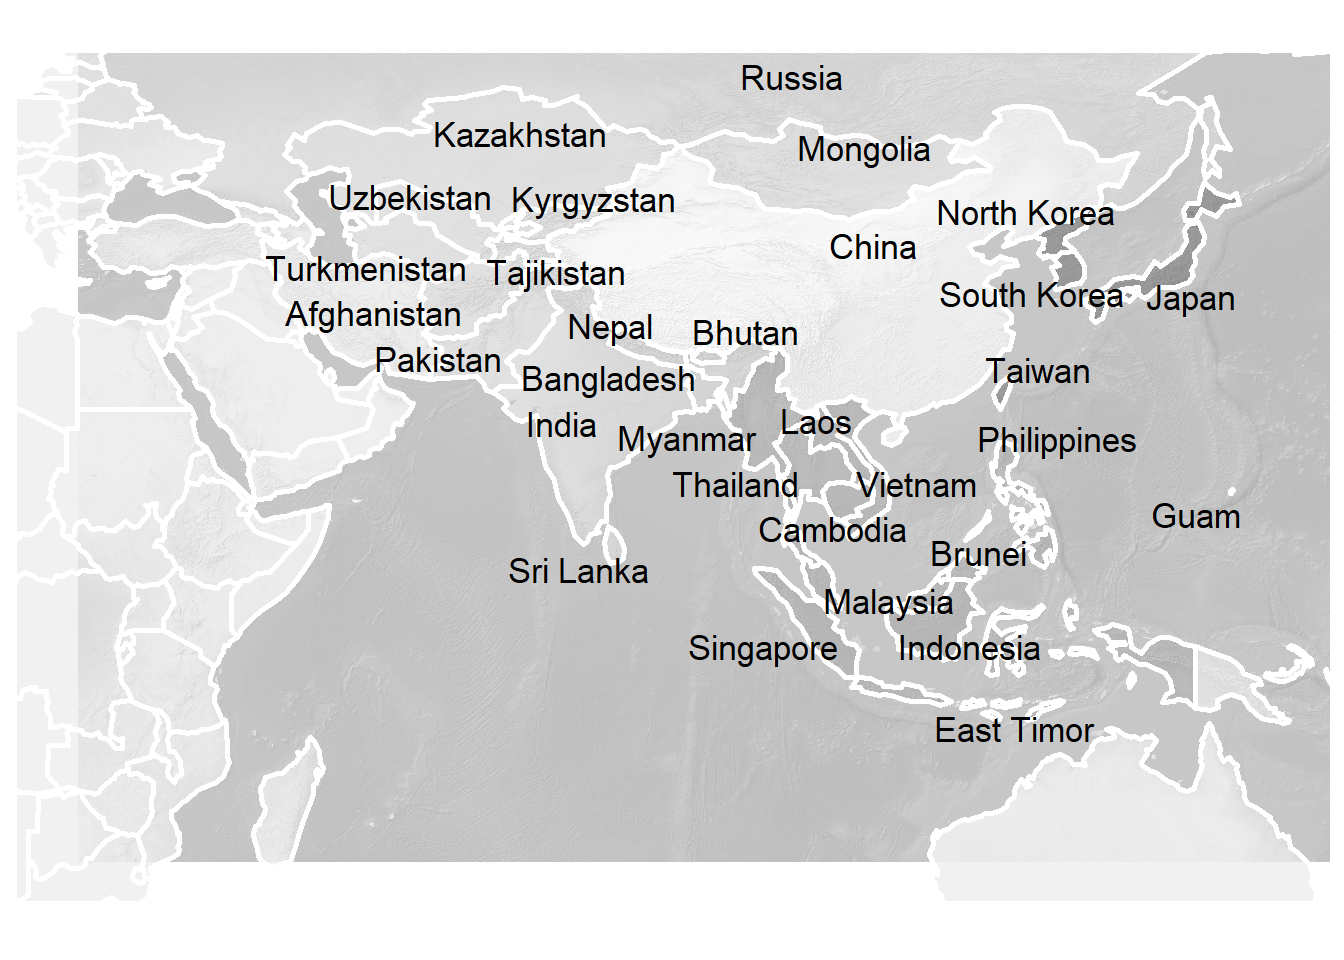 Russia
Kazakhstan
Mongolia
Uzbekistan
Kyrgyzstan
North Korea
China
Turkmenistan
Tajikistan
South Korea
Japan
Afghanistan
Nepal
Bhutan
Pakistan
Taiwan
Bangladesh
India
Laos
Myanmar
Philippines
Thailand
Vietnam
Guam
Cambodia
Brunei
Sri Lanka
Malaysia
Singapore
Indonesia
East Timor